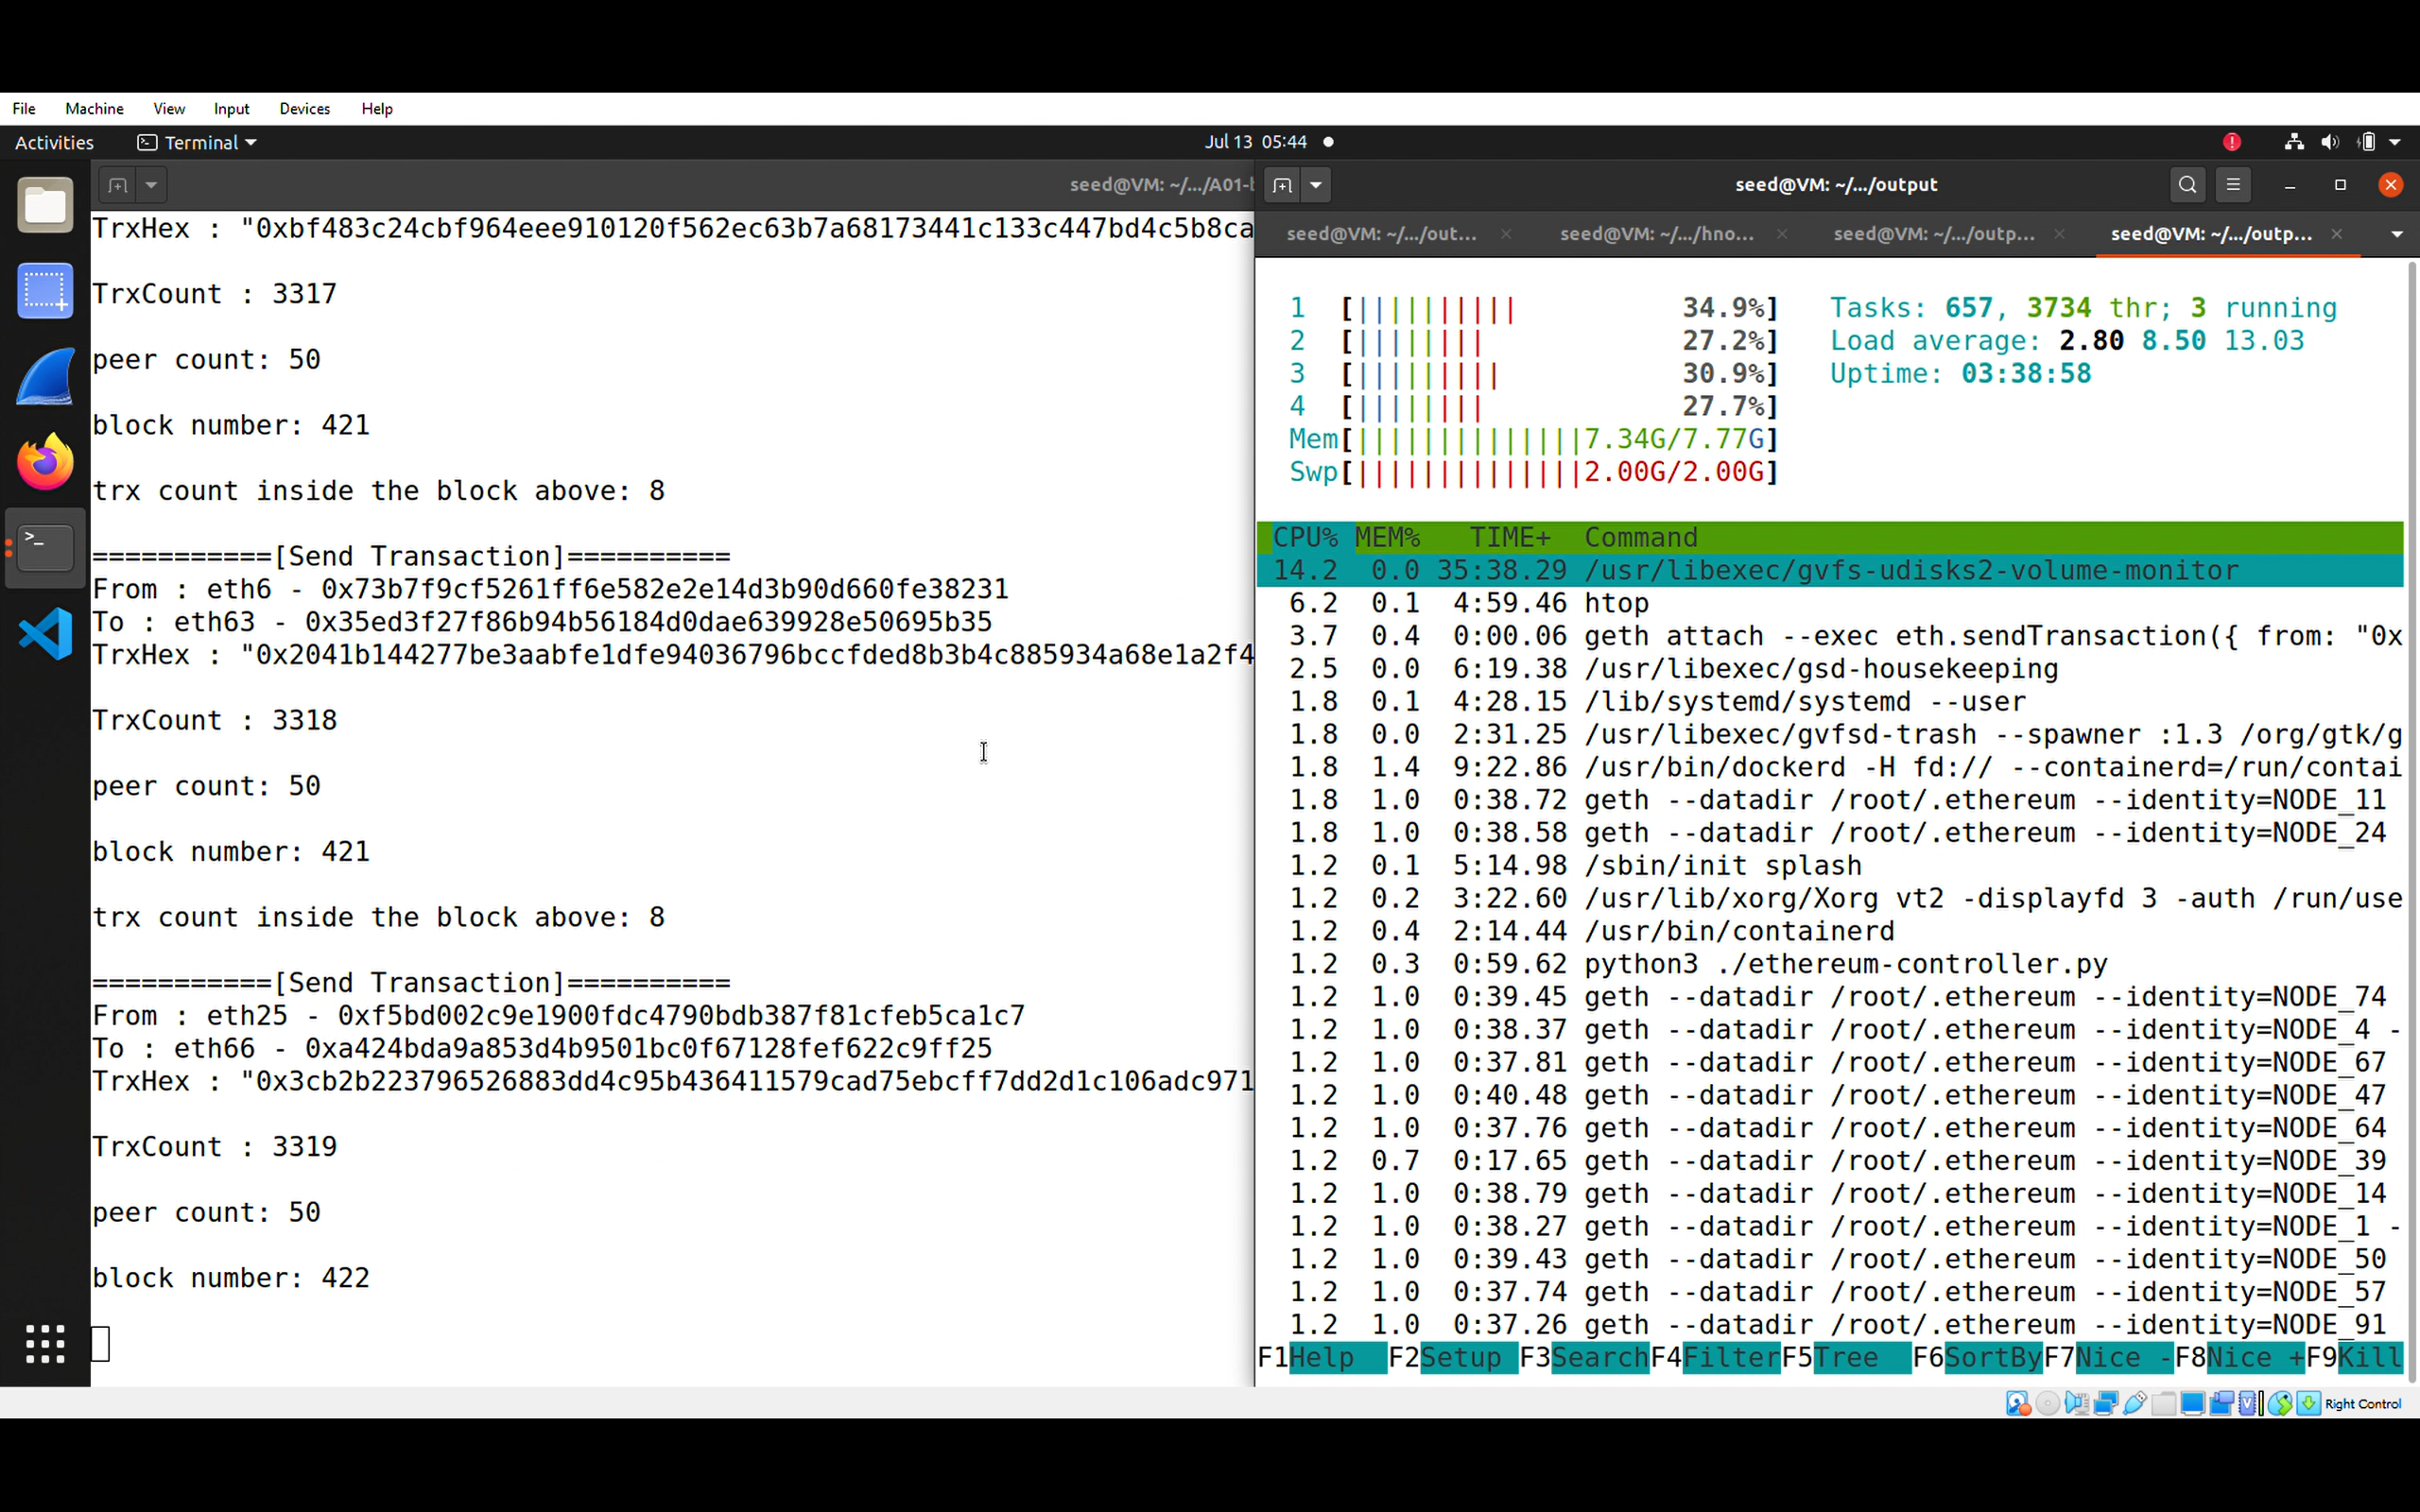 File Machine View Input Devices Help
Activities Terminal Jul 13 05:44
seed@VM: ~/.../A01-b
TrxHex : "0xbf483c24cbf964eee910120f562ec63b7a68173441c133c447bd4c5b8ca
TrxCount : 3317
peer count: 50
block number: 421
trx count inside the block above: 8
===========[Send Transaction]==========
From : eth6 - 0x73b7f9cf5261ff6e582e2e14d3b90d660fe38231
To : eth63 - 0x35ed3f27f86b94b56184d0dae639928e50695b35
TrxHex : "0x2041b144277be3aabfe1dfe94036796bccfded8b3b4c885934a68e1a2f4
TrxCount : 3318
peer count: 50
block number: 421
trx count inside the block above: 8
===========[Send Transaction]==========
From : eth25 - 0xf5bd002c9e1900fdc4790bdb387f81cfeb5ca1c7
To : eth66 - 0xa424bda9a853d4b9501bc0f67128fef622c9ff25
TrxHex : "0x3cb2b223796526883dd4c95b436411579cad75ebcff7dd2d1c106adc971
TrxCount : 3319
peer count: 50
block number: 422
seed@VM: ~/.../output
seed@VM: ~/.../out... seed@VM: ~/.../hno... seed@VM: ~/.../outp... seed@VM: ~/.../outp...
1 [|||||||||| 34.9%] Tasks: 657, 3734 thr; 3 running
2 [|||||||| 27.2%] Load average: 2.80 8.50 13.03
3 [||||||||| 30.9%] Uptime: 03:38:58
4 [|||||||| 27.7%]
Mem[||||||||||||||7.34G/7.77G]
Swp[||||||||||||||2.00G/2.00G]
CPU% MEM% TIME+ Command
14.2 0.0 35:38.29 /usr/libexec/gvfs-udisks2-volume-monitor
6.2 0.1 4:59.46 htop
3.7 0.4 0:00.06 geth attach --exec eth.sendTransaction({ from: "0x
2.5 0.0 6:19.38 /usr/libexec/gsd-housekeeping
1.8 0.1 4:28.15 /lib/systemd/systemd --user
1.8 0.0 2:31.25 /usr/libexec/gvfsd-trash --spawner :1.3 /org/gtk/g
1.8 1.4 9:22.86 /usr/bin/dockerd -H fd:// --containerd=/run/contai
1.8 1.0 0:38.72 geth --datadir /root/.ethereum --identity=NODE_11
1.8 1.0 0:38.58 geth --datadir /root/.ethereum --identity=NODE_24
1.2 0.1 5:14.98 /sbin/init splash
1.2 0.2 3:22.60 /usr/lib/xorg/Xorg vt2 -displayfd 3 -auth /run/use
1.2 0.4 2:14.44 /usr/bin/containerd
1.2 0.3 0:59.62 python3 ./ethereum-controller.py
1.2 1.0 0:39.45 geth --datadir /root/.ethereum --identity=NODE_74
1.2 1.0 0:38.37 geth --datadir /root/.ethereum --identity=NODE_4 -
1.2 1.0 0:37.81 geth --datadir /root/.ethereum --identity=NODE_67
1.2 1.0 0:40.48 geth --datadir /root/.ethereum --identity=NODE_47
1.2 1.0 0:37.76 geth --datadir /root/.ethereum --identity=NODE_64
1.2 0.7 0:17.65 geth --datadir /root/.ethereum --identity=NODE_39
1.2 1.0 0:38.79 geth --datadir /root/.ethereum --identity=NODE_14
1.2 1.0 0:38.27 geth --datadir /root/.ethereum --identity=NODE_1 -
1.2 1.0 0:39.43 geth --datadir /root/.ethereum --identity=NODE_50
1.2 1.0 0:37.74 geth --datadir /root/.ethereum --identity=NODE_57
1.2 1.0 0:37.26 geth --datadir /root/.ethereum --identity=NODE_91
F1Help F2Setup F3SearchF4FilterF5Tree F6SortByF7Nice -F8Nice +F9Kill
Right Control